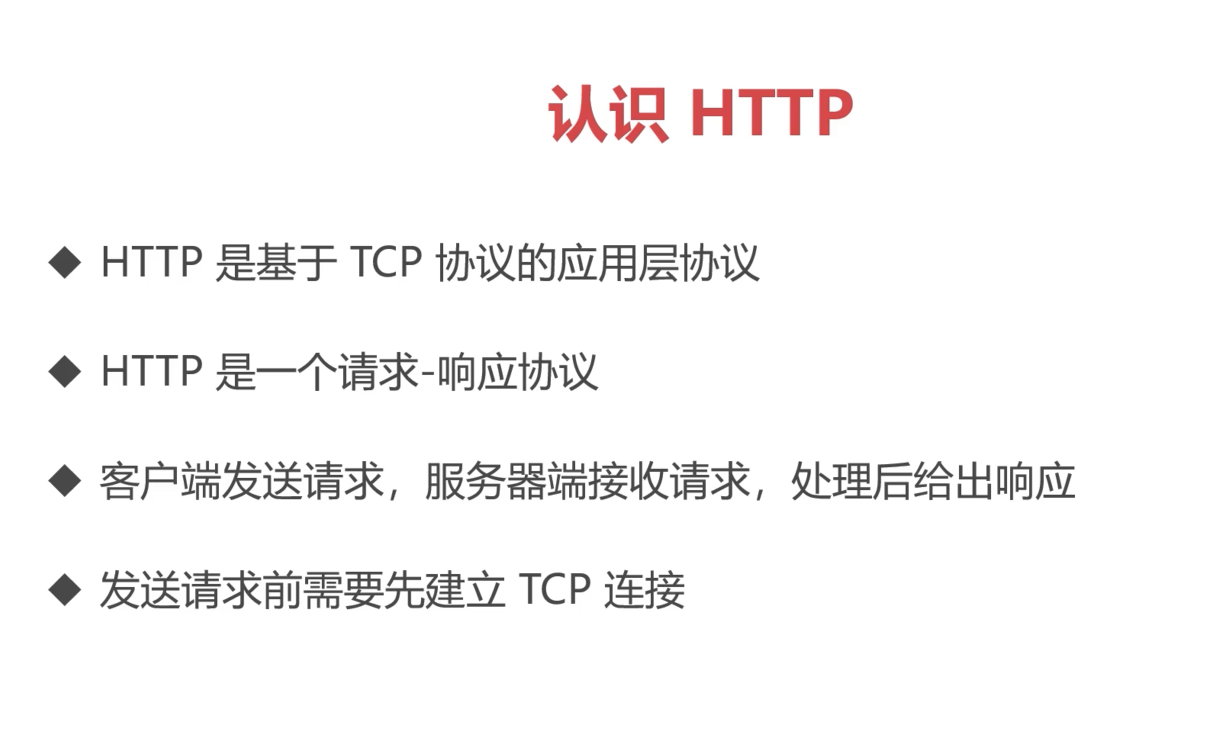 认识 HTTP
◆ HTTP 是基于 TCP 协议的应用层协议
◆ HTTP 是一个请求-响应协议
◆ 客户端发送请求，服务器端接收请求，处理后给出响应
◆ 发送请求前需要先建立 TCP 连接